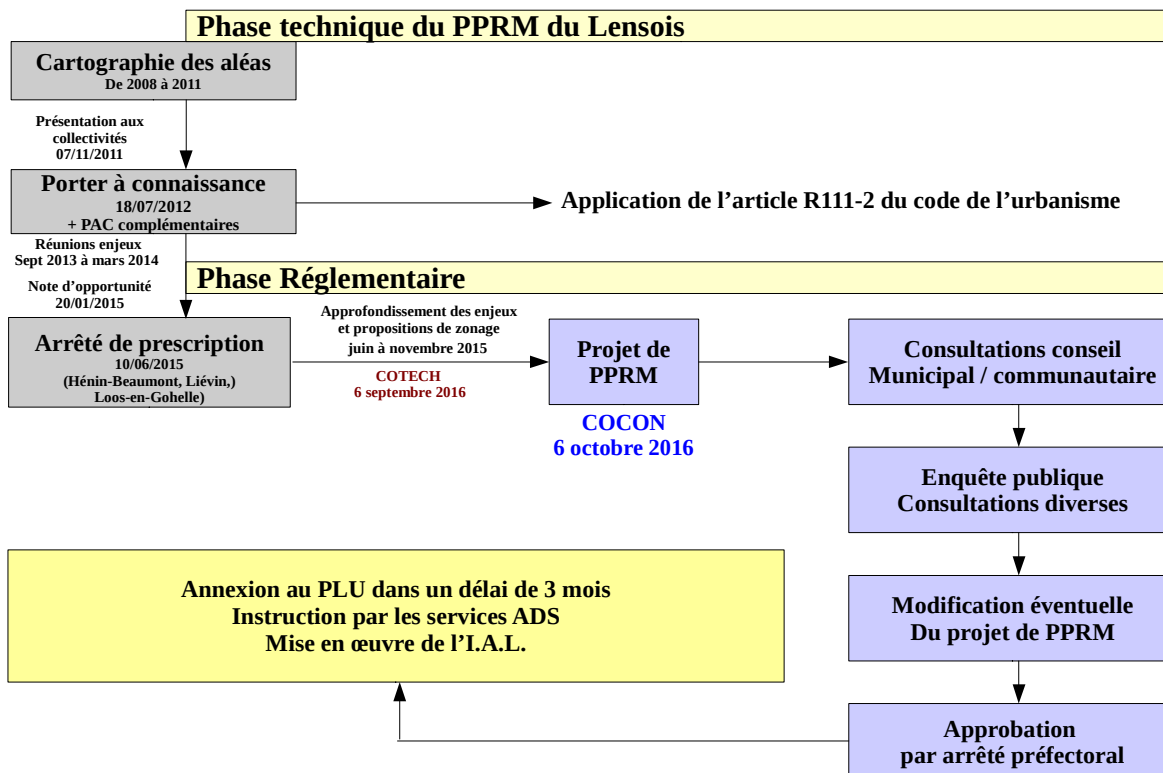 Phase technique du PPRM du Lensois
Cartographie des aléas
De 2008 à 2011
Présentation aux
collectivités
07/11/2011
Porter à connaissance
18/07/2012
+ PAC complémentaires
Application de l’article R111-2 du code de l’urbanisme
Réunions enjeux
Sept 2013 à mars 2014
Note d’opportunité
20/01/2015
Phase Réglementaire
Arrêté de prescription
10/06/2015
(Hénin-Beaumont, Liévin,)
Loos-en-Gohelle)
Approfondissement des enjeux
et propositions de zonage
juin à novembre 2015
COTECH
6 septembre 2016
Projet de
PPRM
COCON
6 octobre 2016
Consultations conseil
Municipal / communautaire
Enquête publique
Consultations diverses
Modification éventuelle
Du projet de PPRM
Approbation
par arrêté préfectoral
Annexion au PLU dans un délai de 3 mois
Instruction par les services ADS
Mise en œuvre de l’I.A.L.